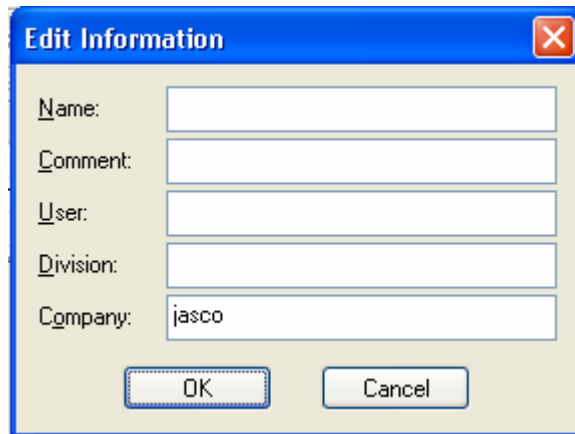 Edit Information
Name:
Comment:
User:
Division:
Company: jasco
OK Cancel